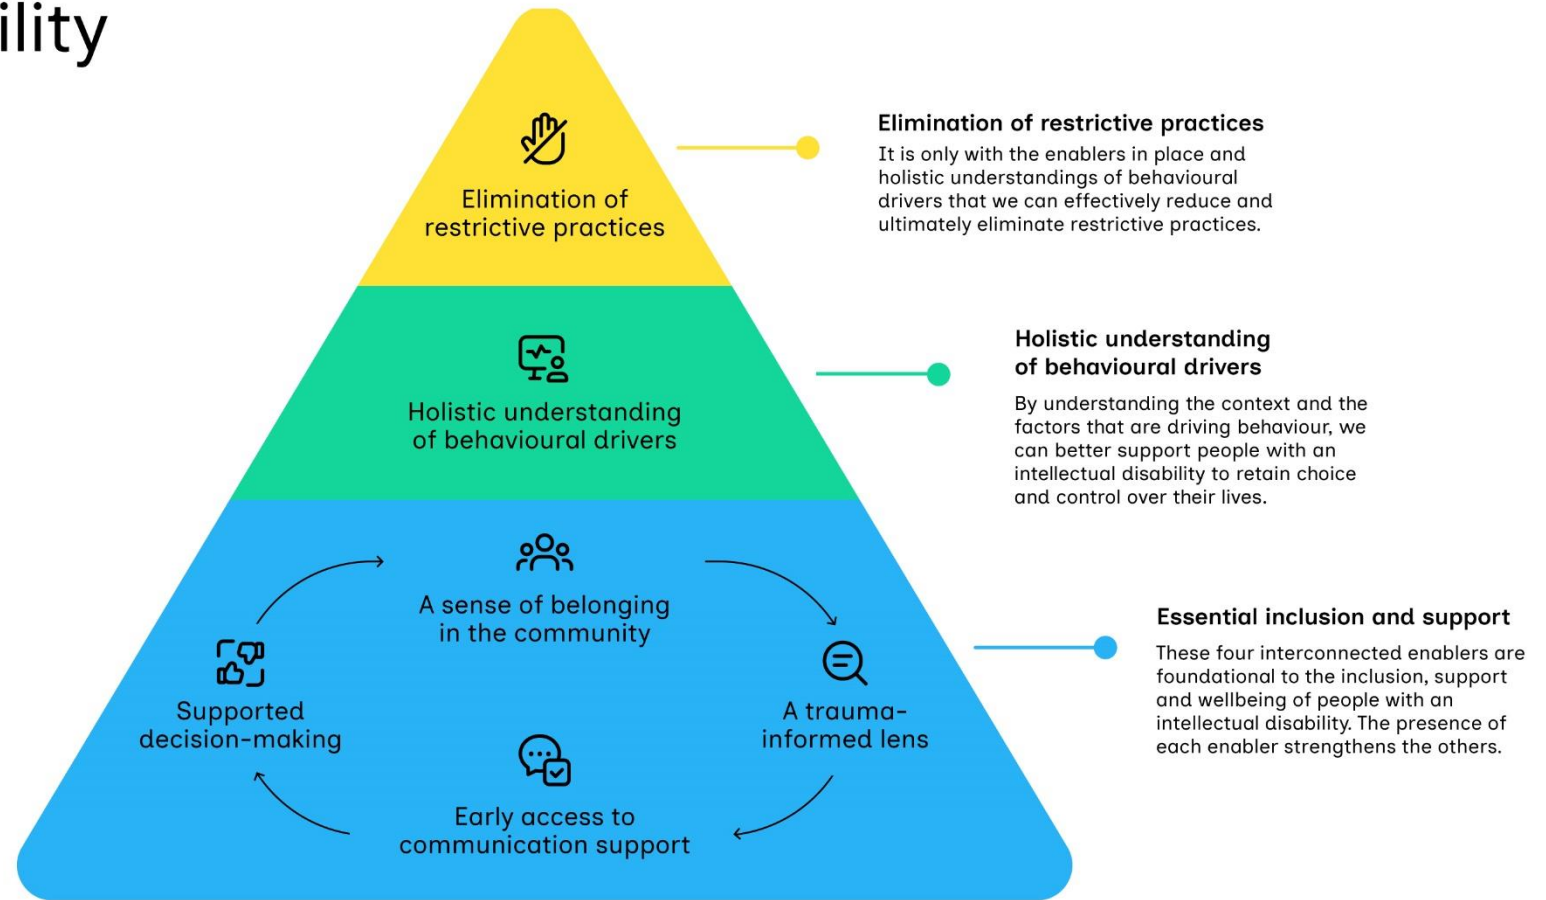 ility
Elimination of
restrictive practices
Elimination of restrictive practices
It is only with the enablers in place and
holistic understandings of behavioural
drivers that we can effectively reduce and
ultimately eliminate restrictive practices.
Holistic understanding
of behavioural drivers
Holistic understanding
of behavioural drivers
By understanding the context and the
factors that are driving behaviour, we
can better support people with an
intellectual disability to retain choice
and control over their lives.
A sense of belonging
in the community
Supported
decision-making
A trauma-
informed lens
Early access to
communication support
Essential inclusion and support
These four interconnected enablers are
foundational to the inclusion, support
and wellbeing of people with an
intellectual disability. The presence of
each enabler strengthens the others.